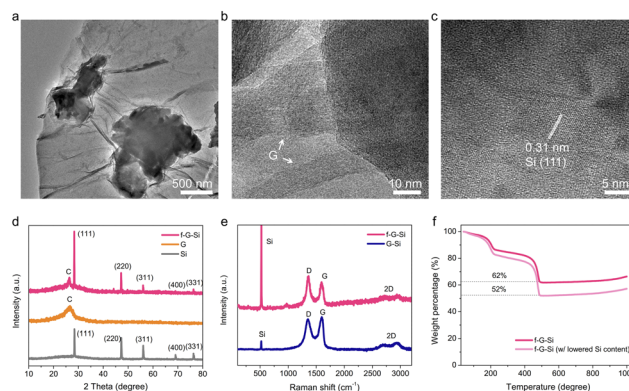 a
500 nm
b
G
10 nm
c
0.31 nm
Si (111)
5 nm
d
Intensity (a.u.)
(111)
C
(220)
(311)
(400)
(331)
f-G-Si
G
Si
C
(111)
(220)
(311)
(400)
(331)
10 20 30 40 50 60 70 80
2 Theta (degree)
e
Intensity (a.u.)
Si
D
G
2D
f-G-Si
G-Si
Si
D
G
2D
500 1000 1500 2000 2500 3000
Raman shift (cm⁻¹)
f
Weight percentage (%)
100
90
80
70
60
50
40
62%
52%
f-G-Si
f-G-Si (w/ lowered Si content)
200 400 600 800 1000
Temperature (degree)